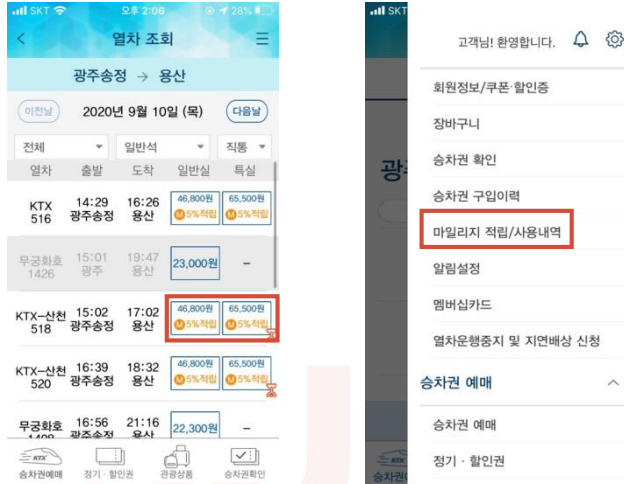 SKT 오후 2:06 28%
열차 조회
광주송정 → 용산
이전날 2020년 9월 10일 (목) 다음날
전체 일반석 직통
열차 출발 도착 일반실 특실
KTX 516 14:29 광주송정 16:26 용산 46,800원 M 5%적립 65,500원 M 5%적립
무궁화호 1426 15:01 광주 19:47 용산 23,000원 –
KTX–산천 518 15:02 광주송정 17:02 용산 46,800원 M 5%적립 65,500원 M 5%적립
KTX–산천 520 16:39 광주송정 18:32 용산 46,800원 M 5%적립 65,500원 M 5%적립
무궁화호 1408 16:56 광주송정 21:16 용산 22,300원 –
KTX
승차권예매 정기 · 할인권 관광상품 승차권확인
SKT
고객님! 환영합니다.
회원정보/쿠폰·할인증
장바구니
승차권 확인
승차권 구입이력
마일리지 적립/사용내역
알림설정
멤버십카드
열차운행중지 및 지연배상 신청
승차권 예매
승차권 예매
정기 · 할인권